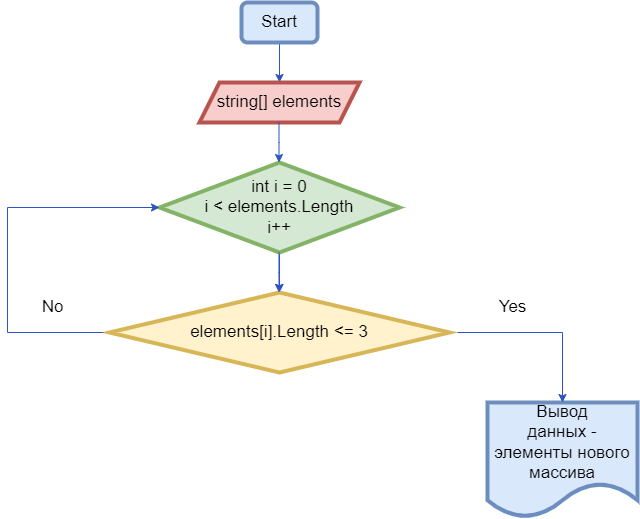 Start
string[] elements
int i = 0
i < elements.Length
i++
No
Yes
elements[i].Length <= 3
Вывод
данных -
элементы нового
массива